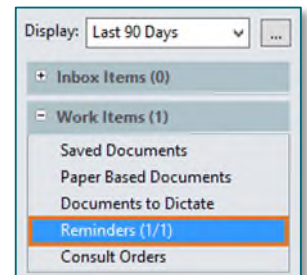 Display: Last 90 Days ...
+ Inbox Items (0)
- Work Items (1)
Saved Documents
Paper Based Documents
Documents to Dictate
Reminders (1/1)
Consult Orders